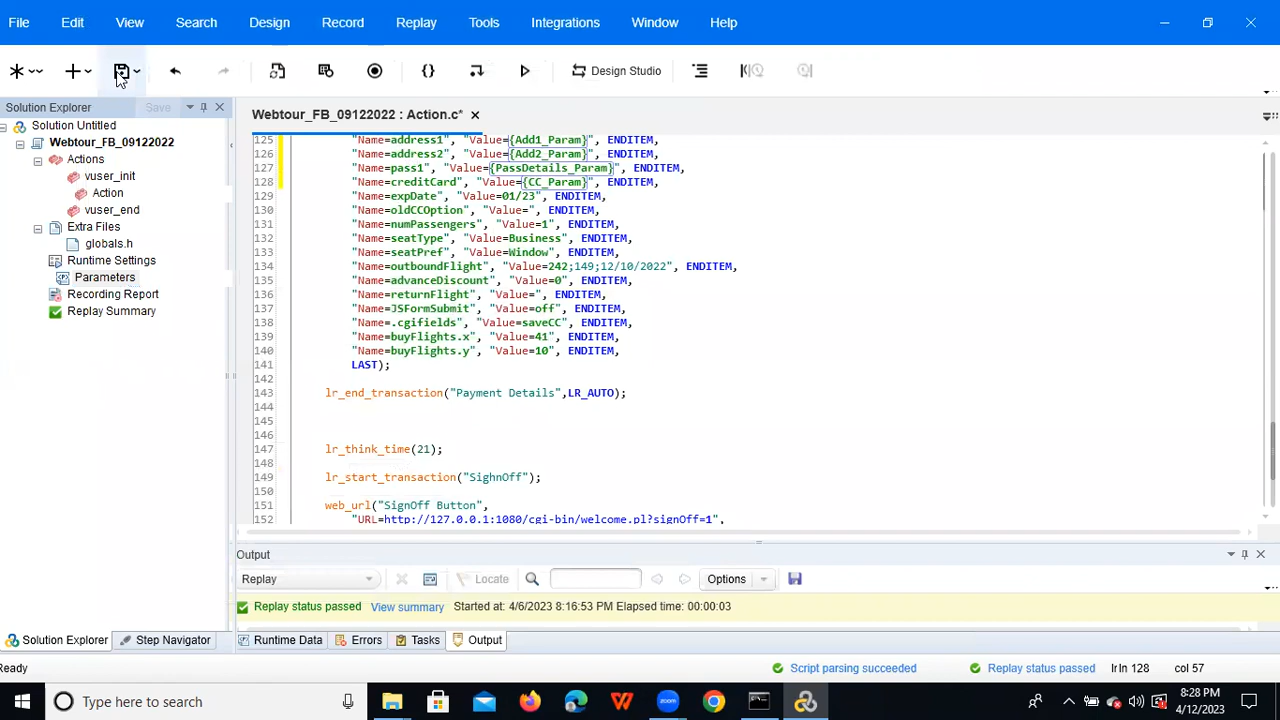 File Edit View Search Design Record Replay Tools Integrations Window Help
Design Studio
Solution Explorer Save
Webtour_FB_09122022 : Action.c*
Solution Untitled
Webtour_FB_09122022
Actions
vuser_init
Action
vuser_end
Extra Files
globals.h
Runtime Settings
Parameters
Recording Report
Replay Summary
125 "Name=address1", "Value={Add1_Param}", ENDITEM,
126 "Name=address2", "Value={Add2_Param}", ENDITEM,
127 "Name=pass1", "Value={PassDetails_Param}", ENDITEM,
128 "Name=creditCard", "Value={CC_Param}", ENDITEM,
129 "Name=expDate", "Value=01/23", ENDITEM,
130 "Name=oldCCOption", "Value=", ENDITEM,
131 "Name=numPassengers", "Value=1", ENDITEM,
132 "Name=seatType", "Value=Business", ENDITEM,
133 "Name=seatPref", "Value=Window", ENDITEM,
134 "Name=outboundFlight", "Value=242;149;12/10/2022", ENDITEM,
135 "Name=advanceDiscount", "Value=0", ENDITEM,
136 "Name=returnFlight", "Value=", ENDITEM,
137 "Name=JSFormSubmit", "Value=off", ENDITEM,
138 "Name=.cgifields", "Value=saveCC", ENDITEM,
139 "Name=buyFlights.x", "Value=41", ENDITEM,
140 "Name=buyFlights.y", "Value=10", ENDITEM,
141 LAST);
142
143 lr_end_transaction("Payment Details",LR_AUTO);
144
145
146
147 lr_think_time(21);
148
149 lr_start_transaction("SighnOff");
150
151 web_url("SignOff Button",
152 "URL=http://127.0.0.1:1080/cgi-bin/welcome.pl?signOff=1",
Output
Replay Locate Options
Replay status passed View summary Started at: 4/6/2023 8:16:53 PM Elapsed time: 00:00:03
Solution Explorer Step Navigator Runtime Data Errors Tasks Output
Ready Script parsing succeeded Replay status passed lr ln 128 col 57
Type here to search
8:28 PM
4/12/2023